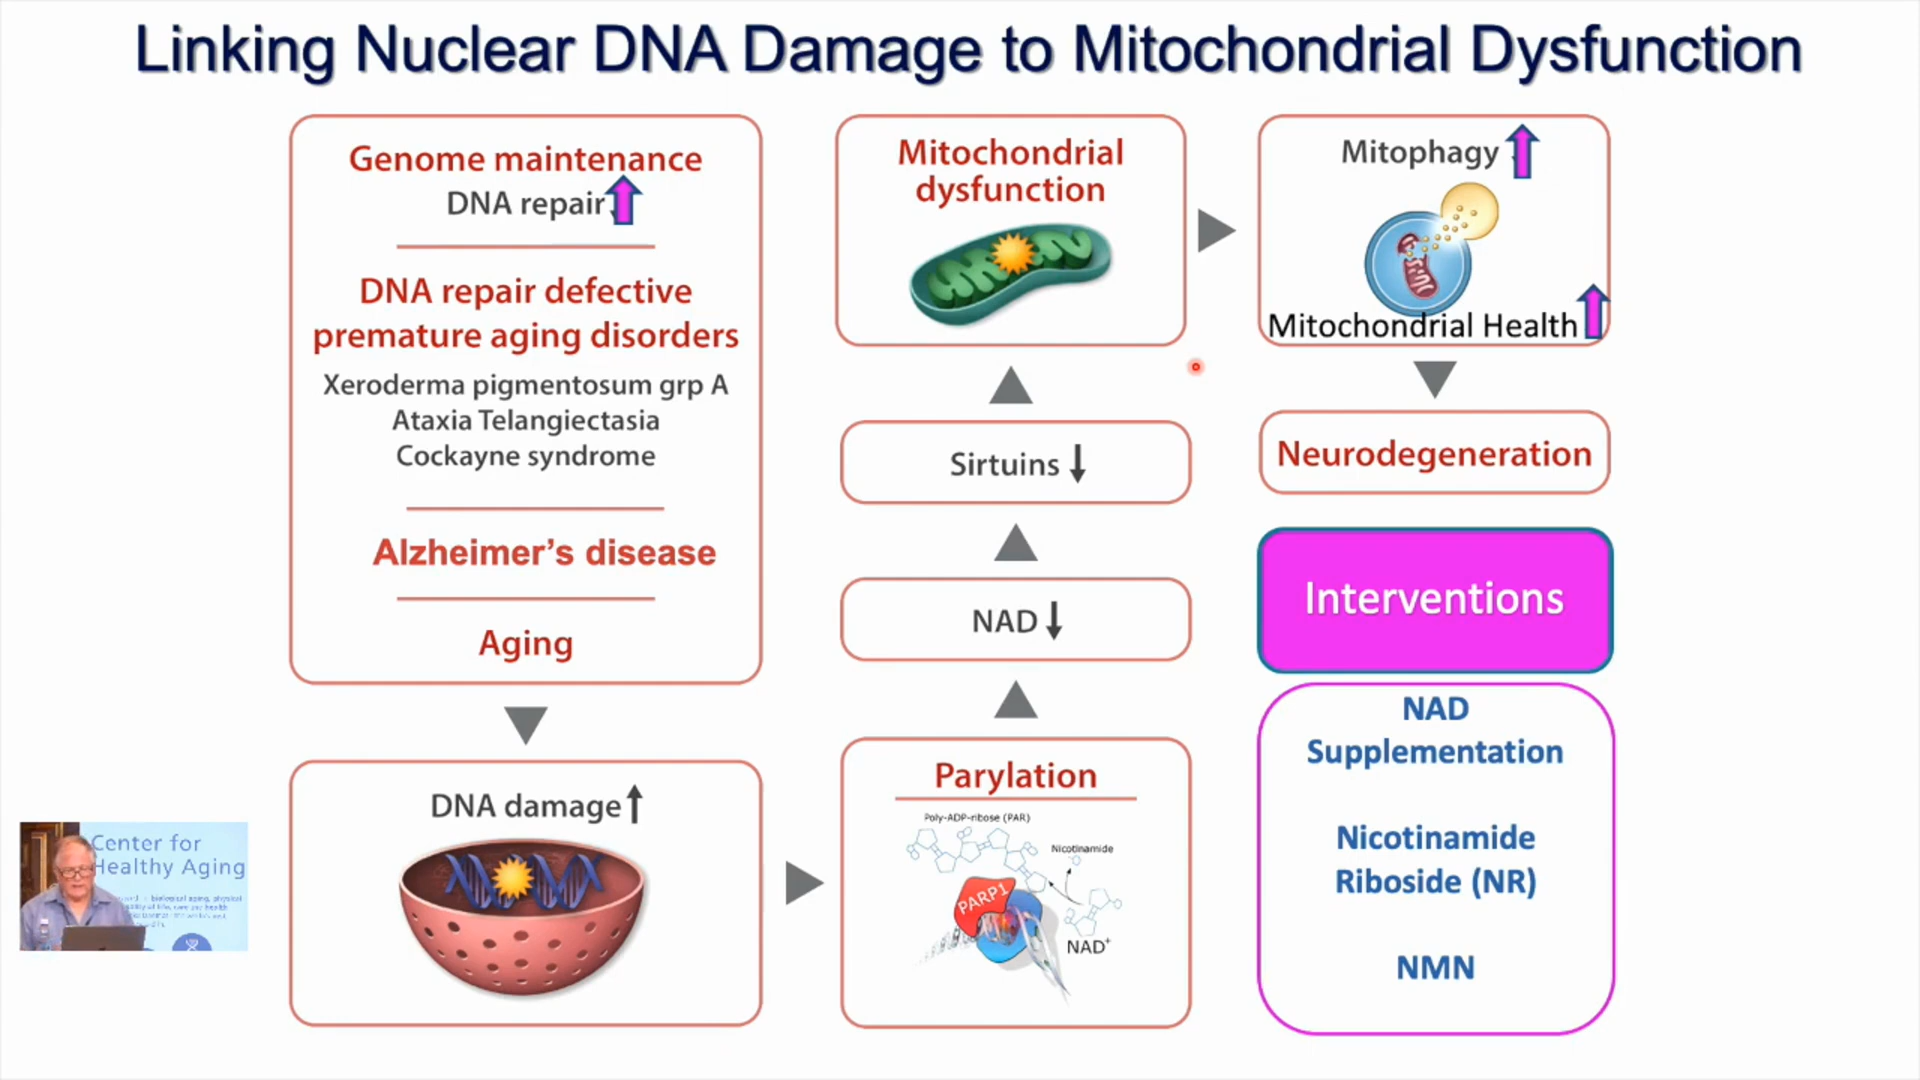 Linking Nuclear DNA Damage to Mitochondrial Dysfunction
Genome maintenance
DNA repair
DNA repair defective
premature aging disorders
Xeroderma pigmentosum grp A
Ataxia Telangiectasia
Cockayne syndrome
Alzheimer's disease
Aging
DNA damage
Parylation
Poly-ADP-ribose (PAR)
Nicotinamide
PARP1
NAD+
NAD
Sirtuins
Mitochondrial
dysfunction
Mitophagy
Mitochondrial Health
Neurodegeneration
Interventions
NAD
Supplementation
Nicotinamide
Riboside (NR)
NMN
Center for
Healthy Aging